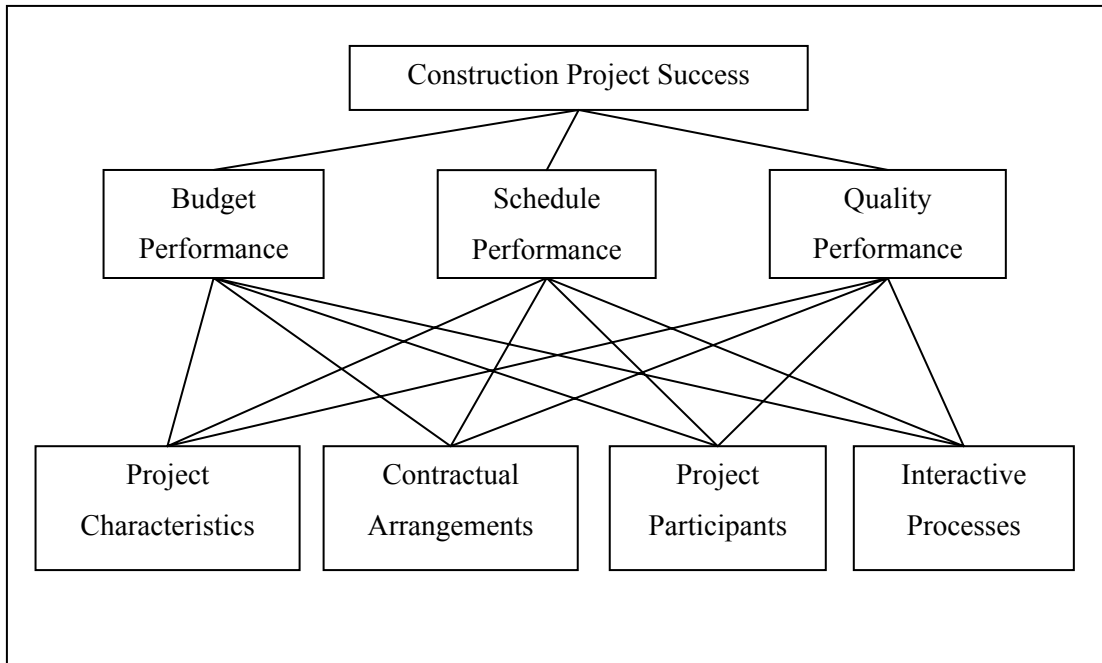 Construction Project Success
Budget
Performance
Schedule
Performance
Quality
Performance
Project
Characteristics
Contractual
Arrangements
Project
Participants
Interactive
Processes